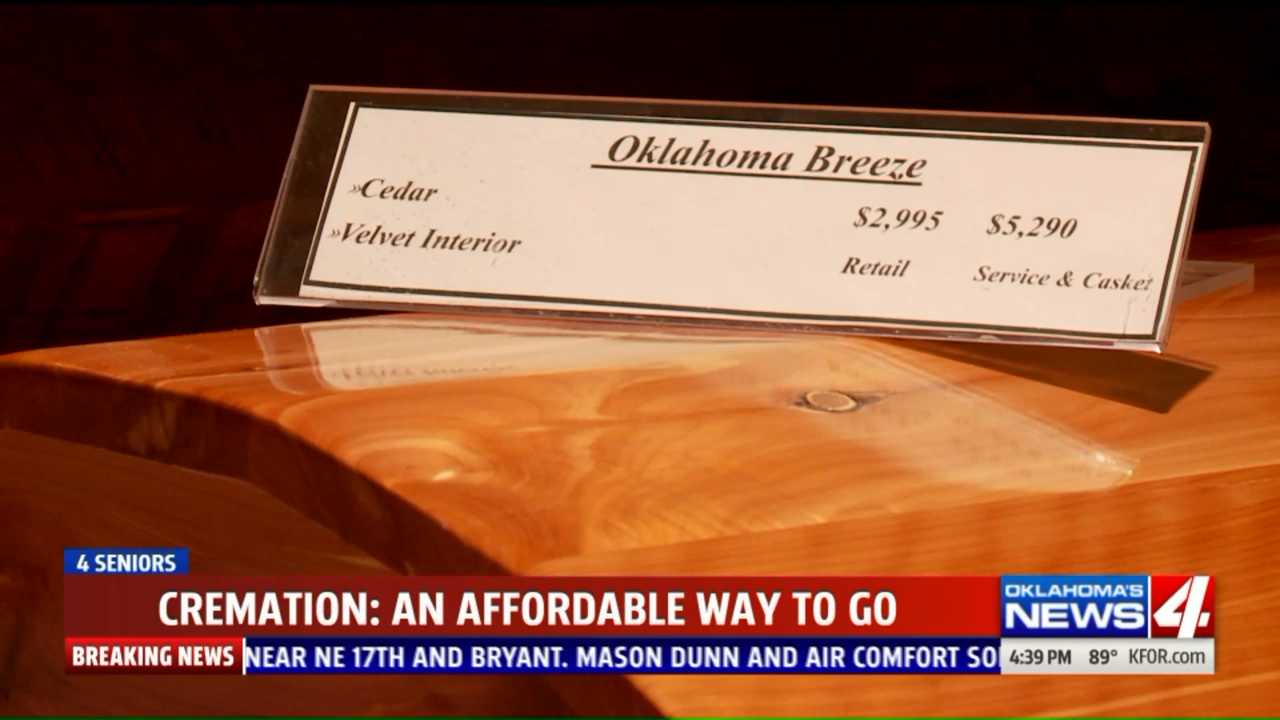 Oklahoma Breeze
»Cedar
»Velvet Interior
$2,995 $5,290
Retail Service & Casket
4 SENIORS
CREMATION: AN AFFORDABLE WAY TO GO
OKLAHOMA'S
NEWS 4
BREAKING NEWS NEAR NE 17TH AND BRYANT. MASON DUNN AND AIR COMFORT SO
4:39 PM 89° KFOR.com